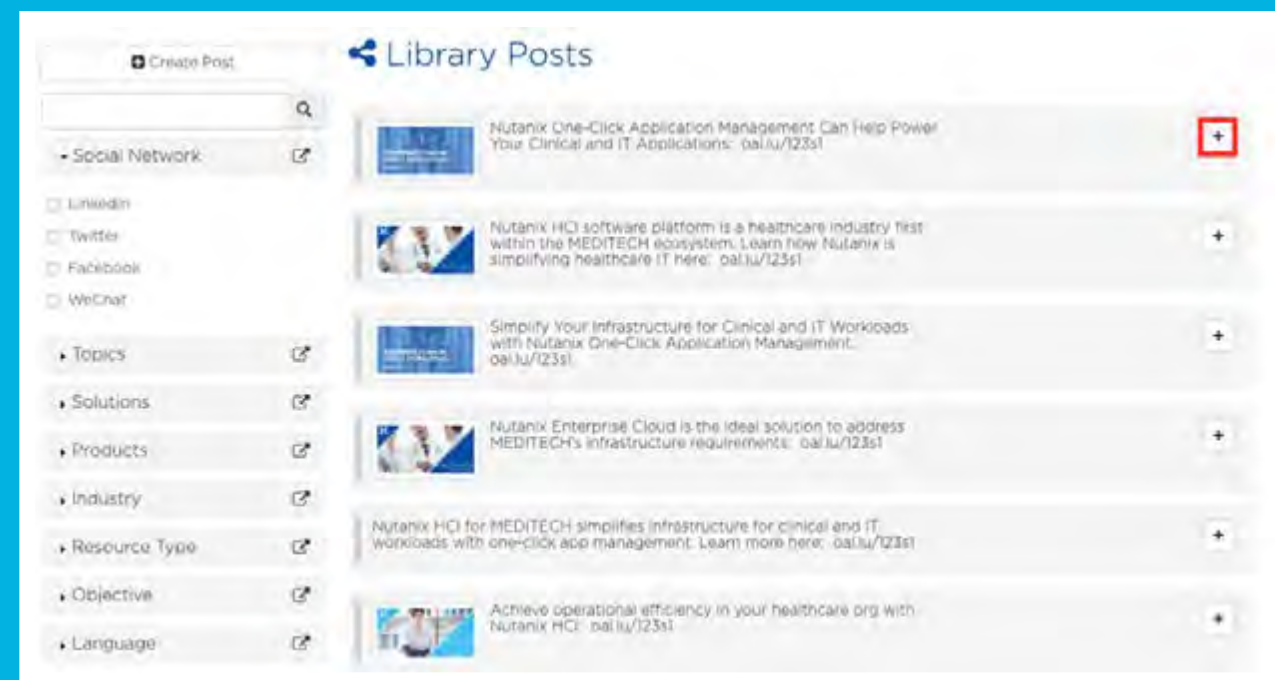 Create Post
Social Network
LinkedIn
Twitter
Facebook
WeChat
Topics
Solutions
Products
Industry
Resource Type
Objective
Language
Library Posts
Nutanix One-Click Application Management Can Help Power
Your Clinical and IT Applications: oal.lu/123s1
+
Nutanix HCI software platform is a healthcare industry first
within the MEDITECH ecosystem. Learn how Nutanix is
simplifying healthcare IT here: oal.lu/123s1
+
Simplify Your Infrastructure for Clinical and IT Workloads
with Nutanix One-Click Application Management.
oal.lu/123s1
+
Nutanix Enterprise Cloud is the ideal solution to address
MEDITECH's infrastructure requirements: oal.lu/123s1
+
Nutanix HCI for MEDITECH simplifies infrastructure for clinical and IT
workloads with one-click app management. Learn more here: oal.lu/123s1
+
Achieve operational efficiency in your healthcare org with
Nutanix HCI: oal.lu/123s1
+